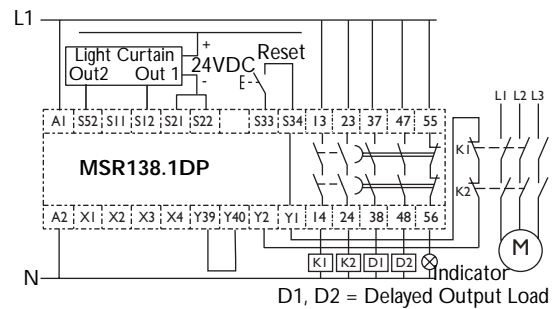 L1
+
Light Curtain
Out2 Out 1
24VDC
-
Reset
E
L1 L2 L3
A1 S52 S11 S12 S21 S22 S33 S34 13 23 37 47 55
K1
MSR138.1DP
K2
A2 X1 X2 X3 X4 Y39 Y40 Y2 Y1 14 24 38 48 56
K1 K2 D1 D2
M
N
Indicator
D1, D2 = Delayed Output Load